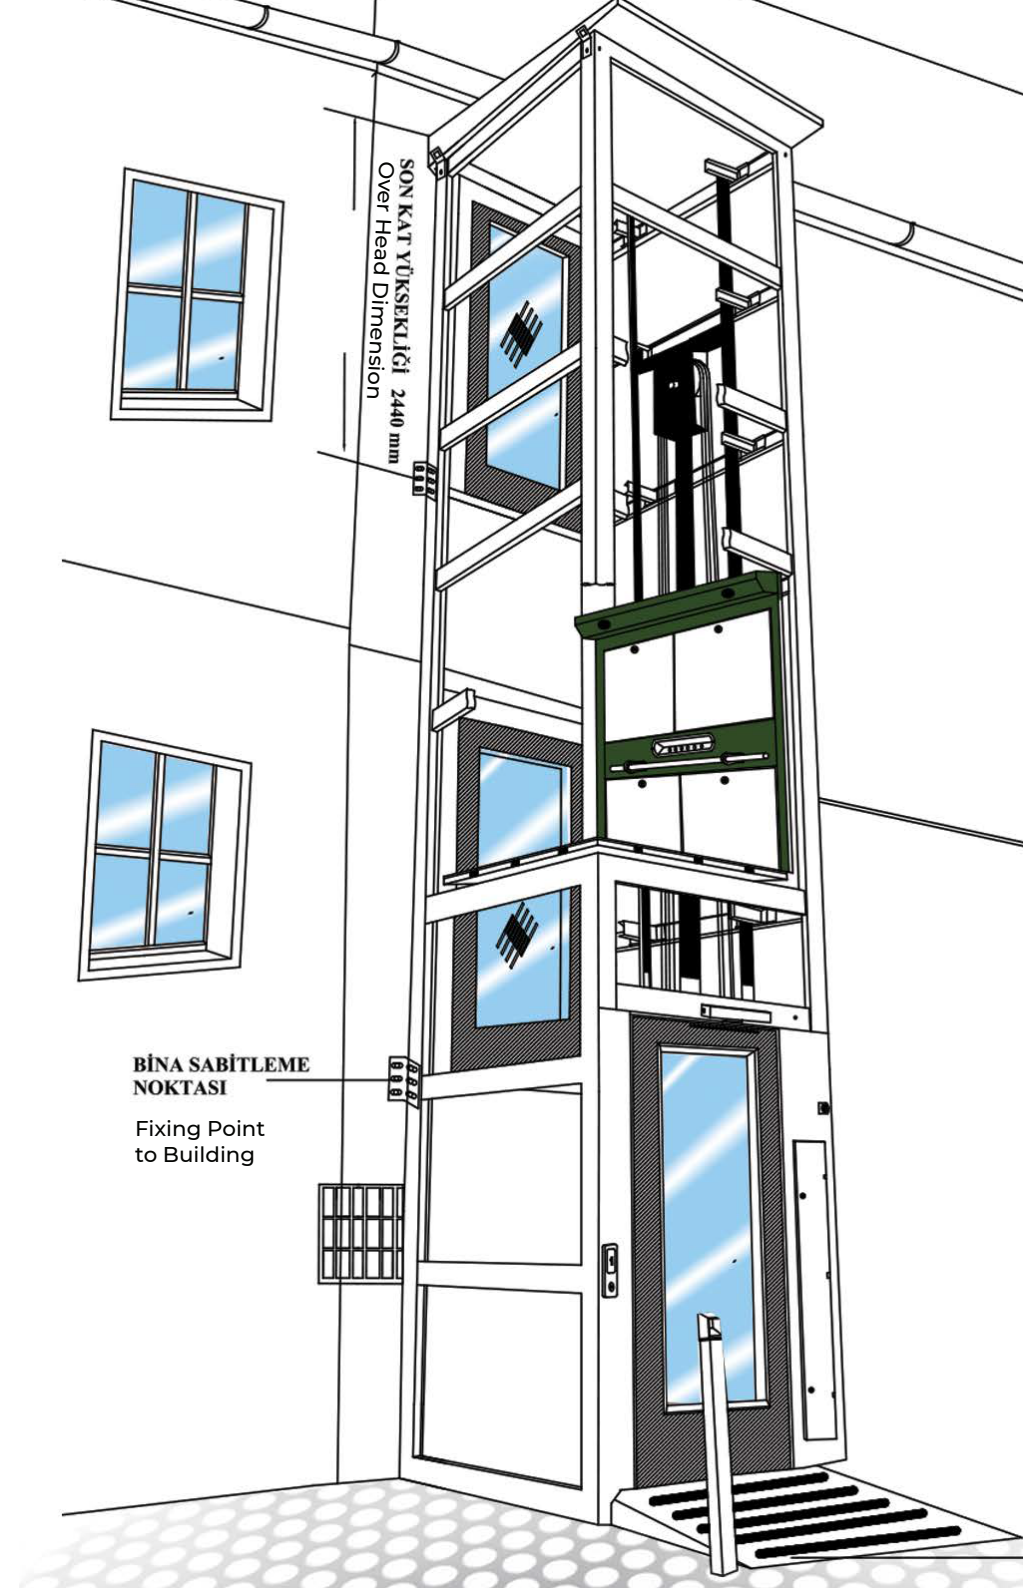 SON KAT YÜKSEKLİĞİ 2440 mm
Over Head Dimension
BİNA SABİTLEME
NOKTASI
Fixing Point
to Building